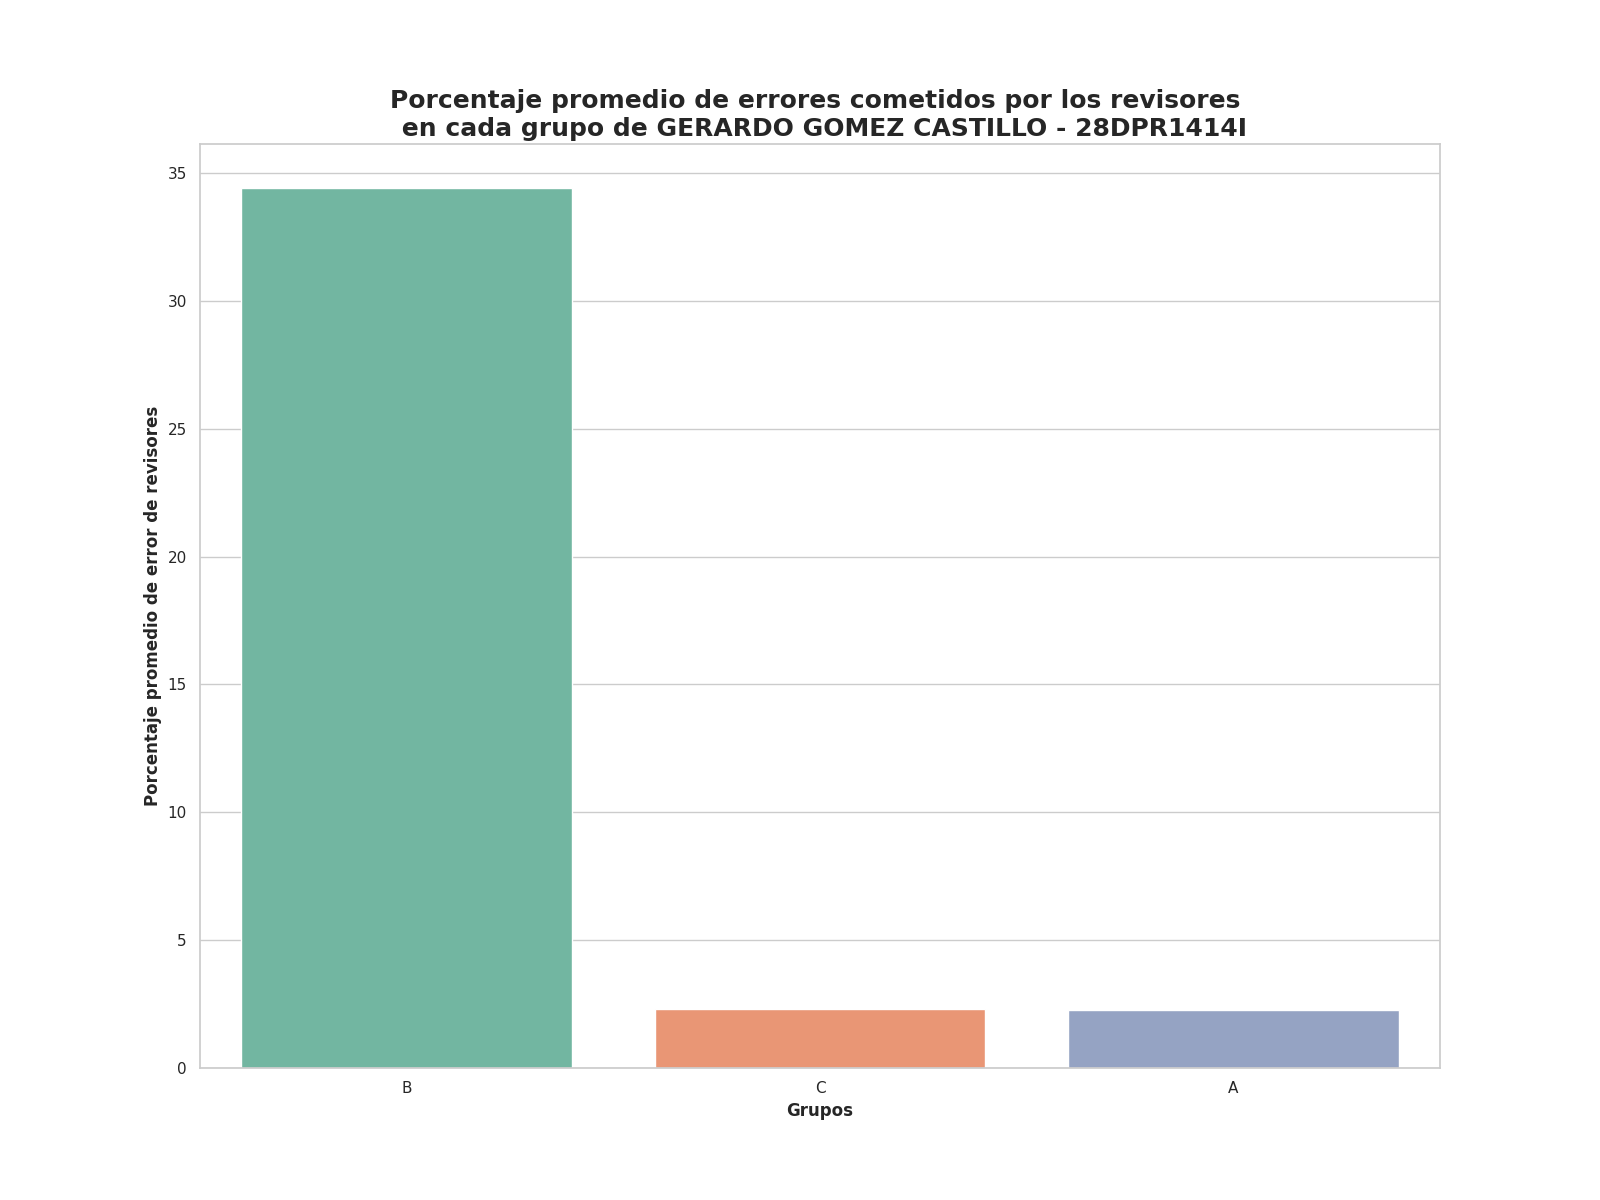 Porcentaje promedio de errores cometidos por los revisores
en cada grupo de GERARDO GOMEZ CASTILLO - 28DPR1414I
Porcentaje promedio de error de revisores
35
30
25
20
15
10
5
0
B C A
Grupos